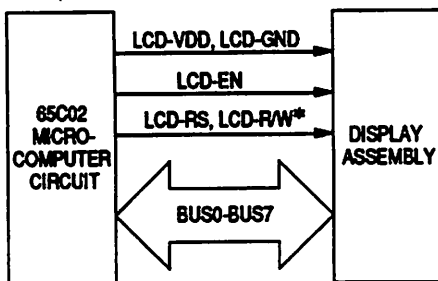 LCD-VDD, LCD-GND
LCD-EN
LCD-RS, LCD-R/W*
65C02
MICRO-
COMPUTER
CIRCUIT
DISPLAY
ASSEMBLY
BUS0-BUS7